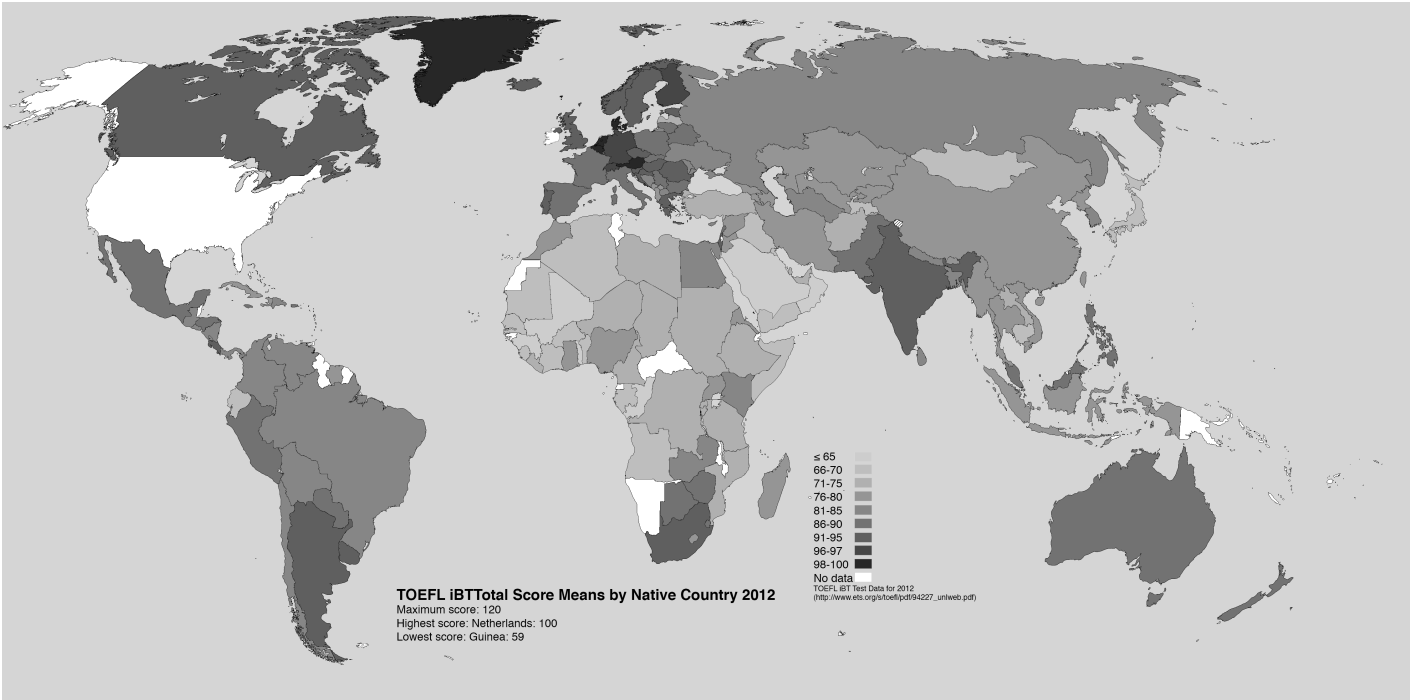 ≤ 65
66-70
71-75
76-80
81-85
86-90
91-95
96-97
98-100
No data
TOEFL iBT Test Data for 2012
(http://www.ets.org/s/toefl/pdf/94227_unlweb.pdf)
TOEFL iBTTotal Score Means by Native Country 2012
Maximum score: 120
Highest score: Netherlands: 100
Lowest score: Guinea: 59